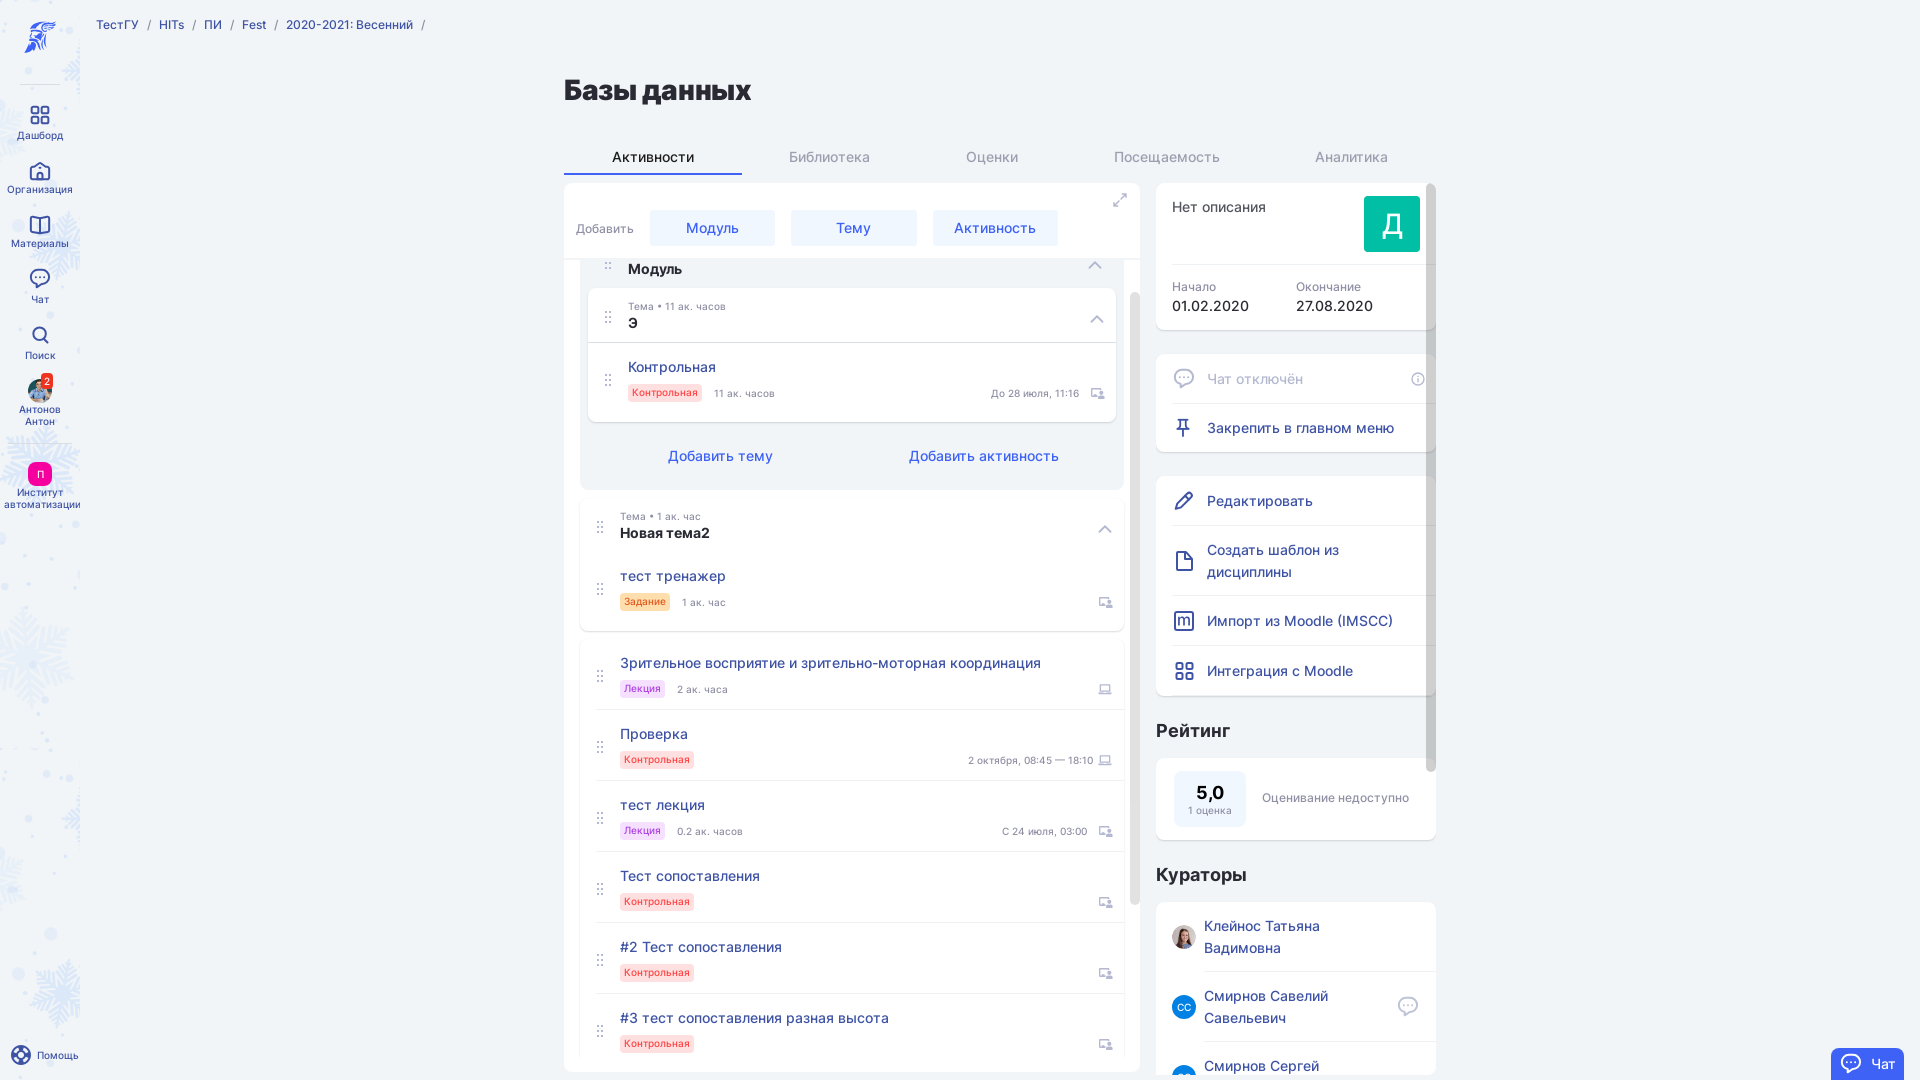 ТестГУ / HITs / ПИ / Fest / 2020-2021: Весенний /
Дашборд
Организация
Материалы
Чат
Поиск
2
Антонов
Антон
П
Институт
автоматизации
Помощь
Базы данных
Активности
Библиотека
Оценки
Посещаемость
Аналитика
Добавить
Модуль
Тему
Активность
Модуль
Тема • 11 ак. часов
Э
Контрольная
Контрольная 11 ак. часов До 28 июля, 11:16
Добавить тему
Добавить активность
Тема • 1 ак. час
Новая тема2
тест тренажер
Задание 1 ак. час
Зрительное восприятие и зрительно-моторная координация
Лекция 2 ак. часа
Проверка
Контрольная 2 октября, 08:45 — 18:10
тест лекция
Лекция 0.2 ак. часов С 24 июля, 03:00
Тест сопоставления
Контрольная
#2 Тест сопоставления
Контрольная
#3 тест сопоставления разная высота
Контрольная
Нет описания
Д
Начало
01.02.2020
Окончание
27.08.2020
Чат отключён
Закрепить в главном меню
Редактировать
Создать шаблон из
дисциплины
Импорт из Moodle (IMSCC)
Интеграция с Moodle
Рейтинг
5,0
1 оценка
Оценивание недоступно
Кураторы
Клейнос Татьяна
Вадимовна
СС
Смирнов Савелий
Савельевич
Смирнов Сергей
Чат